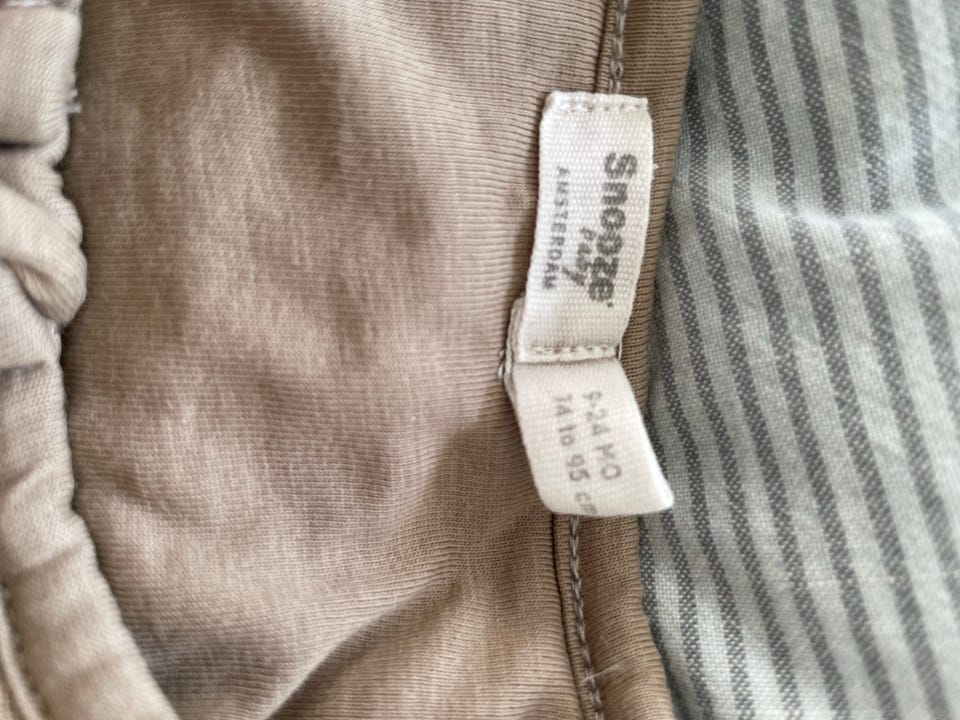 Snooze
baby
AMSTERDAM
9-24 MO
74 to 95 cm